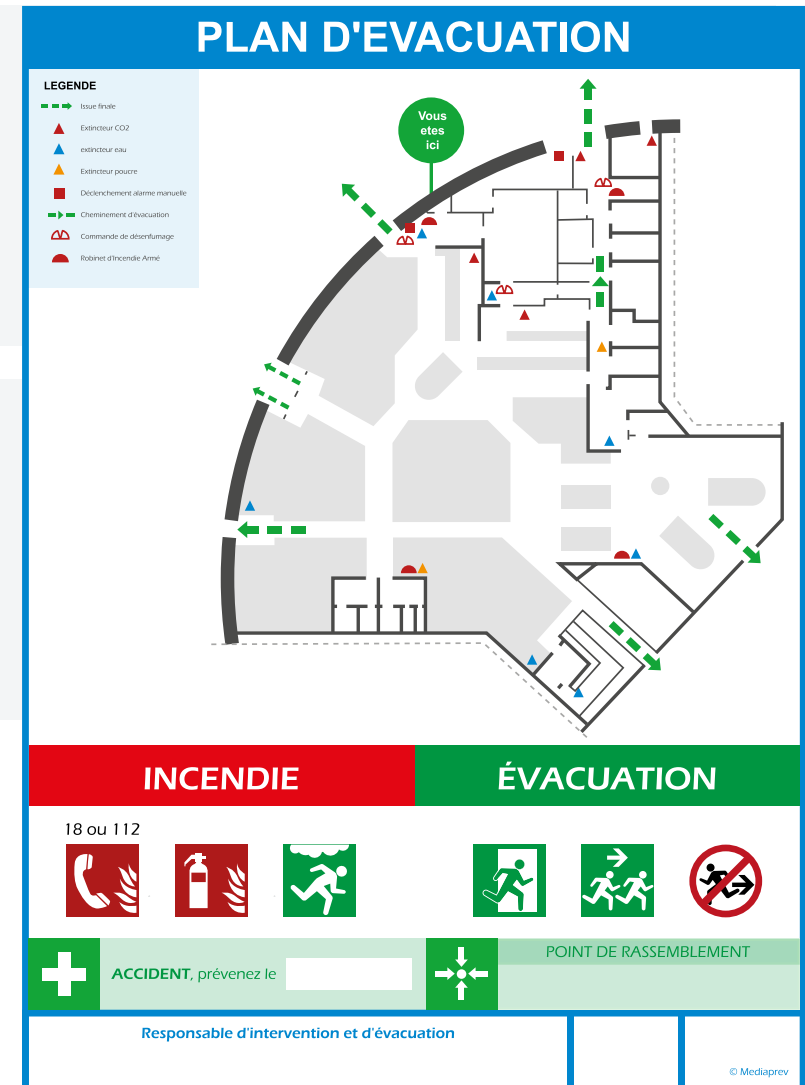 PLAN D'EVACUATION
LEGENDE
Issue finale
Extincteur CO2
extincteur eau
Extincteur poucre
Déclenchement alarme manuelle
Cheminement d'évacuation
Commande de désenfumage
Robinet d'Incendie Armé
Vous
etes
ici
INCENDIE
ÉVACUATION
18 ou 112
ACCIDENT, prévenez le
POINT DE RASSEMBLEMENT
Responsable d'intervention et d'évacuation
© Mediaprev